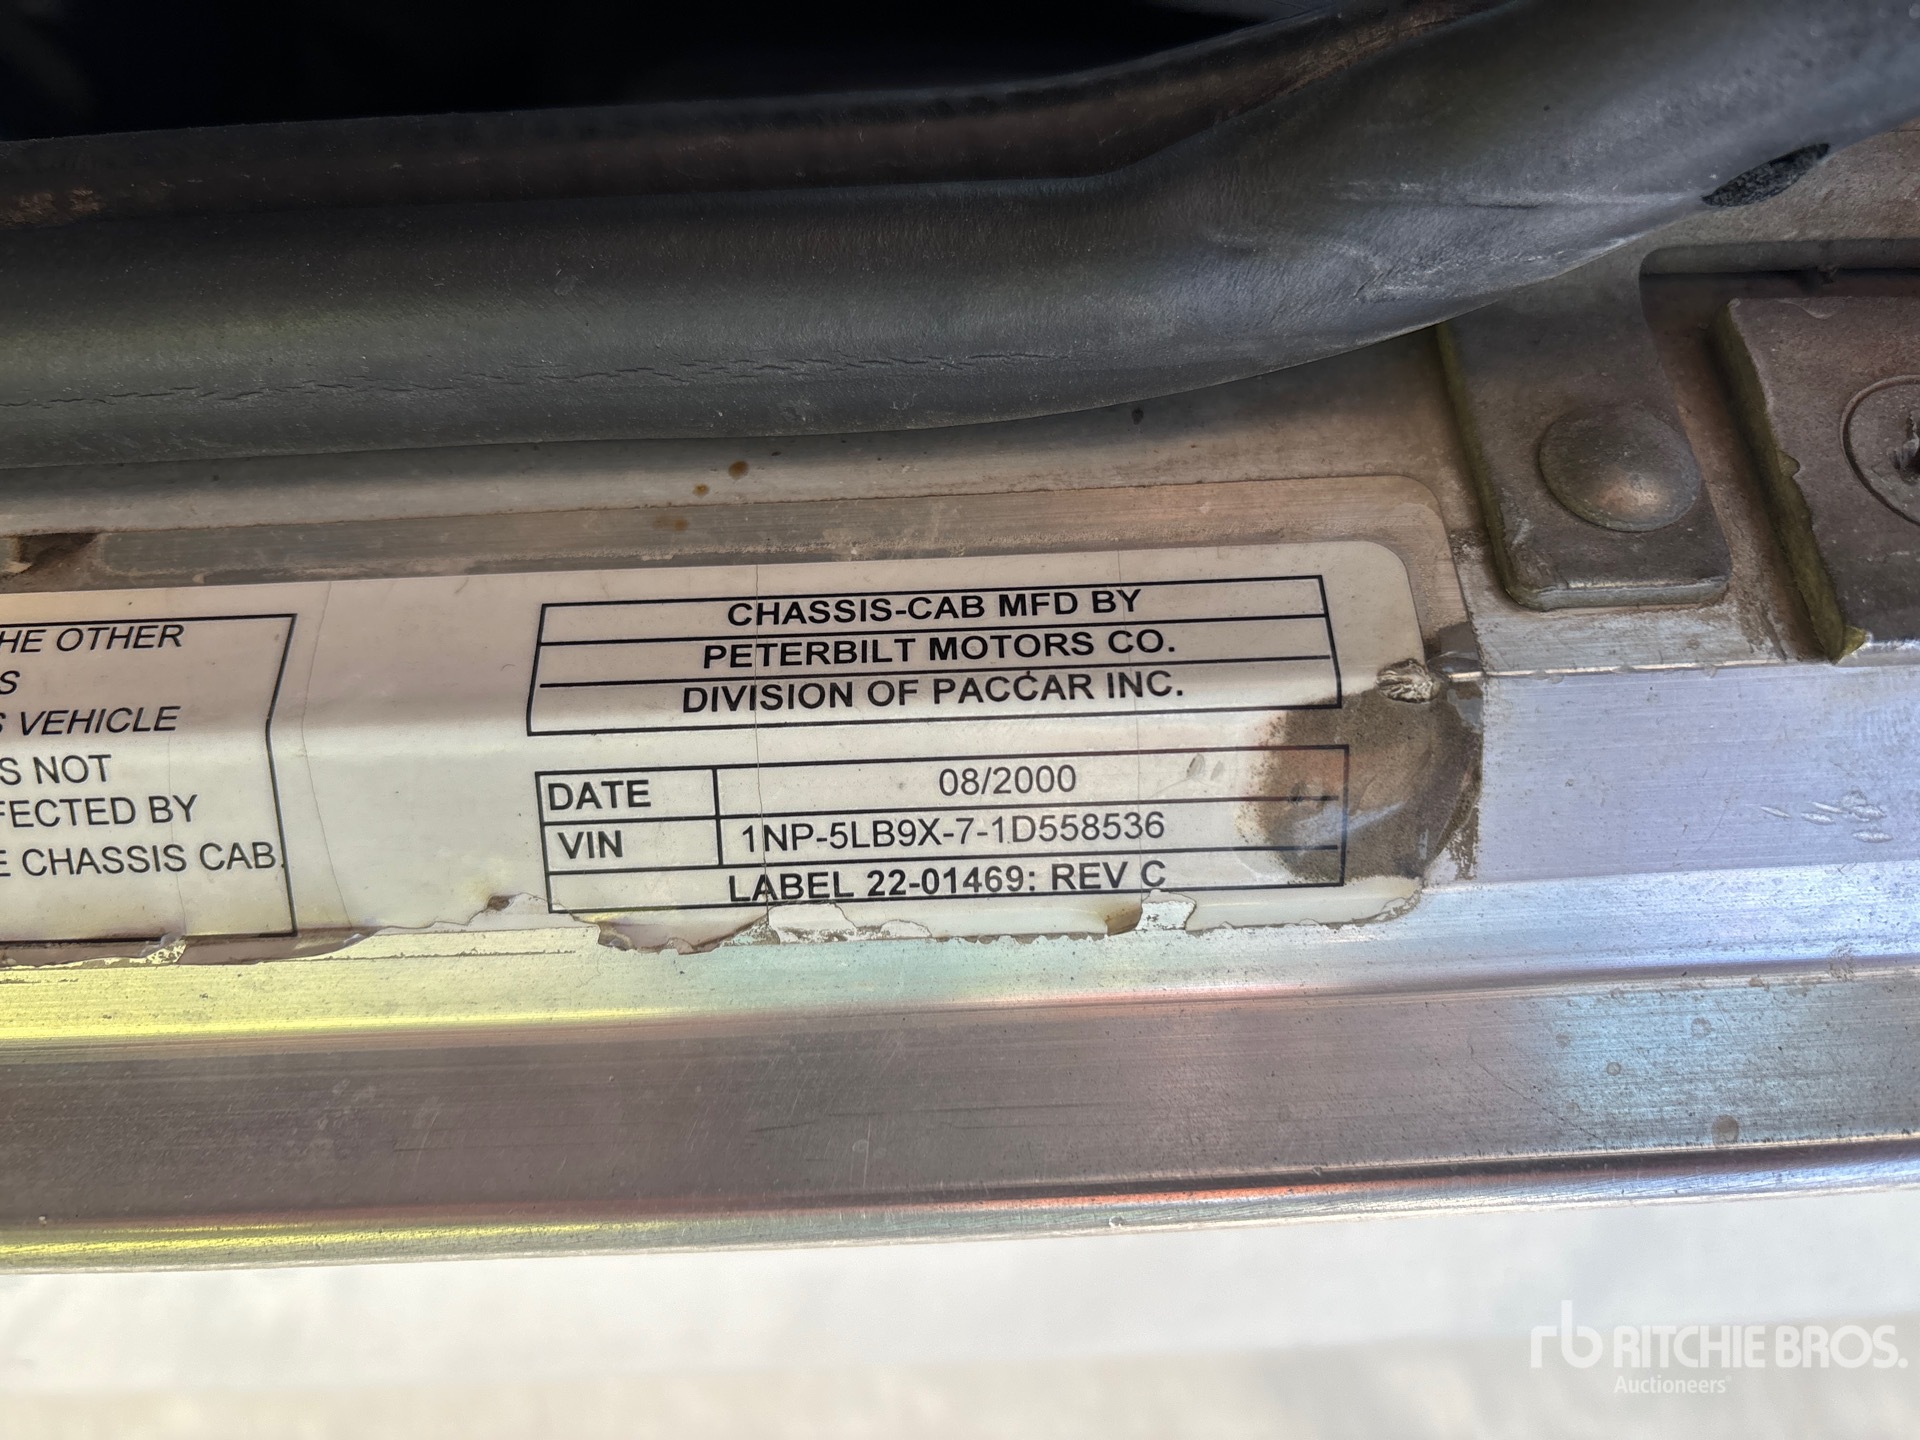 HE OTHER
S
S VEHICLE
S NOT
FECTED BY
E CHASSIS CAB.
CHASSIS-CAB MFD BY
PETERBILT MOTORS CO.
DIVISION OF PACCAR INC.
DATE 08/2000
VIN 1NP-5LB9X-7-1D558536
LABEL 22-01469: REV C
rb RITCHIE BROS.
Auctioneers